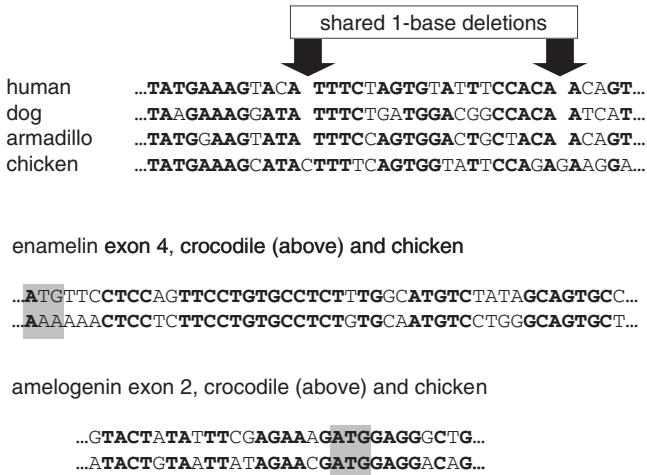 shared 1-base deletions
human ...TATGAAAGTACA TTTCTAGTGTATTTCCACA ACAGT...
dog ...TAAGAAAGGATA TTTCTGATGGACGGCCACA ATCAT...
armadillo ...TATGGAAGTATA TTTCCAGTGGACTGCTACA ACAGT...
chicken ...TATGAAAGCATACTTTTCAGTGGTATTCCAGAGAAGGA...
enamelin exon 4, crocodile (above) and chicken
...ATGTTCCTCCAGTTCCTGTGCCTCTTTGGCATGTCTATAGCAGTGCC...
...AAAAAACTCCTCTTCCTGTGCCTCTGTGCAATGTCCTGGGCAGTGCT...
amelogenin exon 2, crocodile (above) and chicken
...GTACTATATTTCGAGAAAGATGGAGGGCTG...
...ATACTGTAATTATAGAACGATGGAGGACAG...